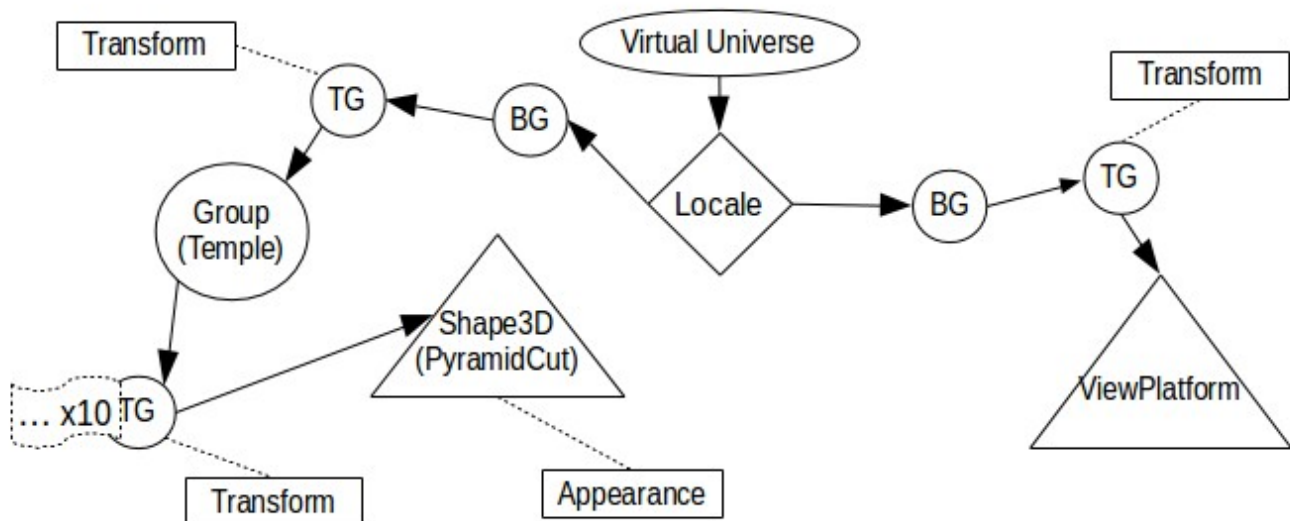 Transform
Virtual Universe
Transform
TG
BG
TG
BG
Locale
Group
(Temple)
Shape3D
(PyramidCut)
ViewPlatform
... x10
TG
Transform
Appearance